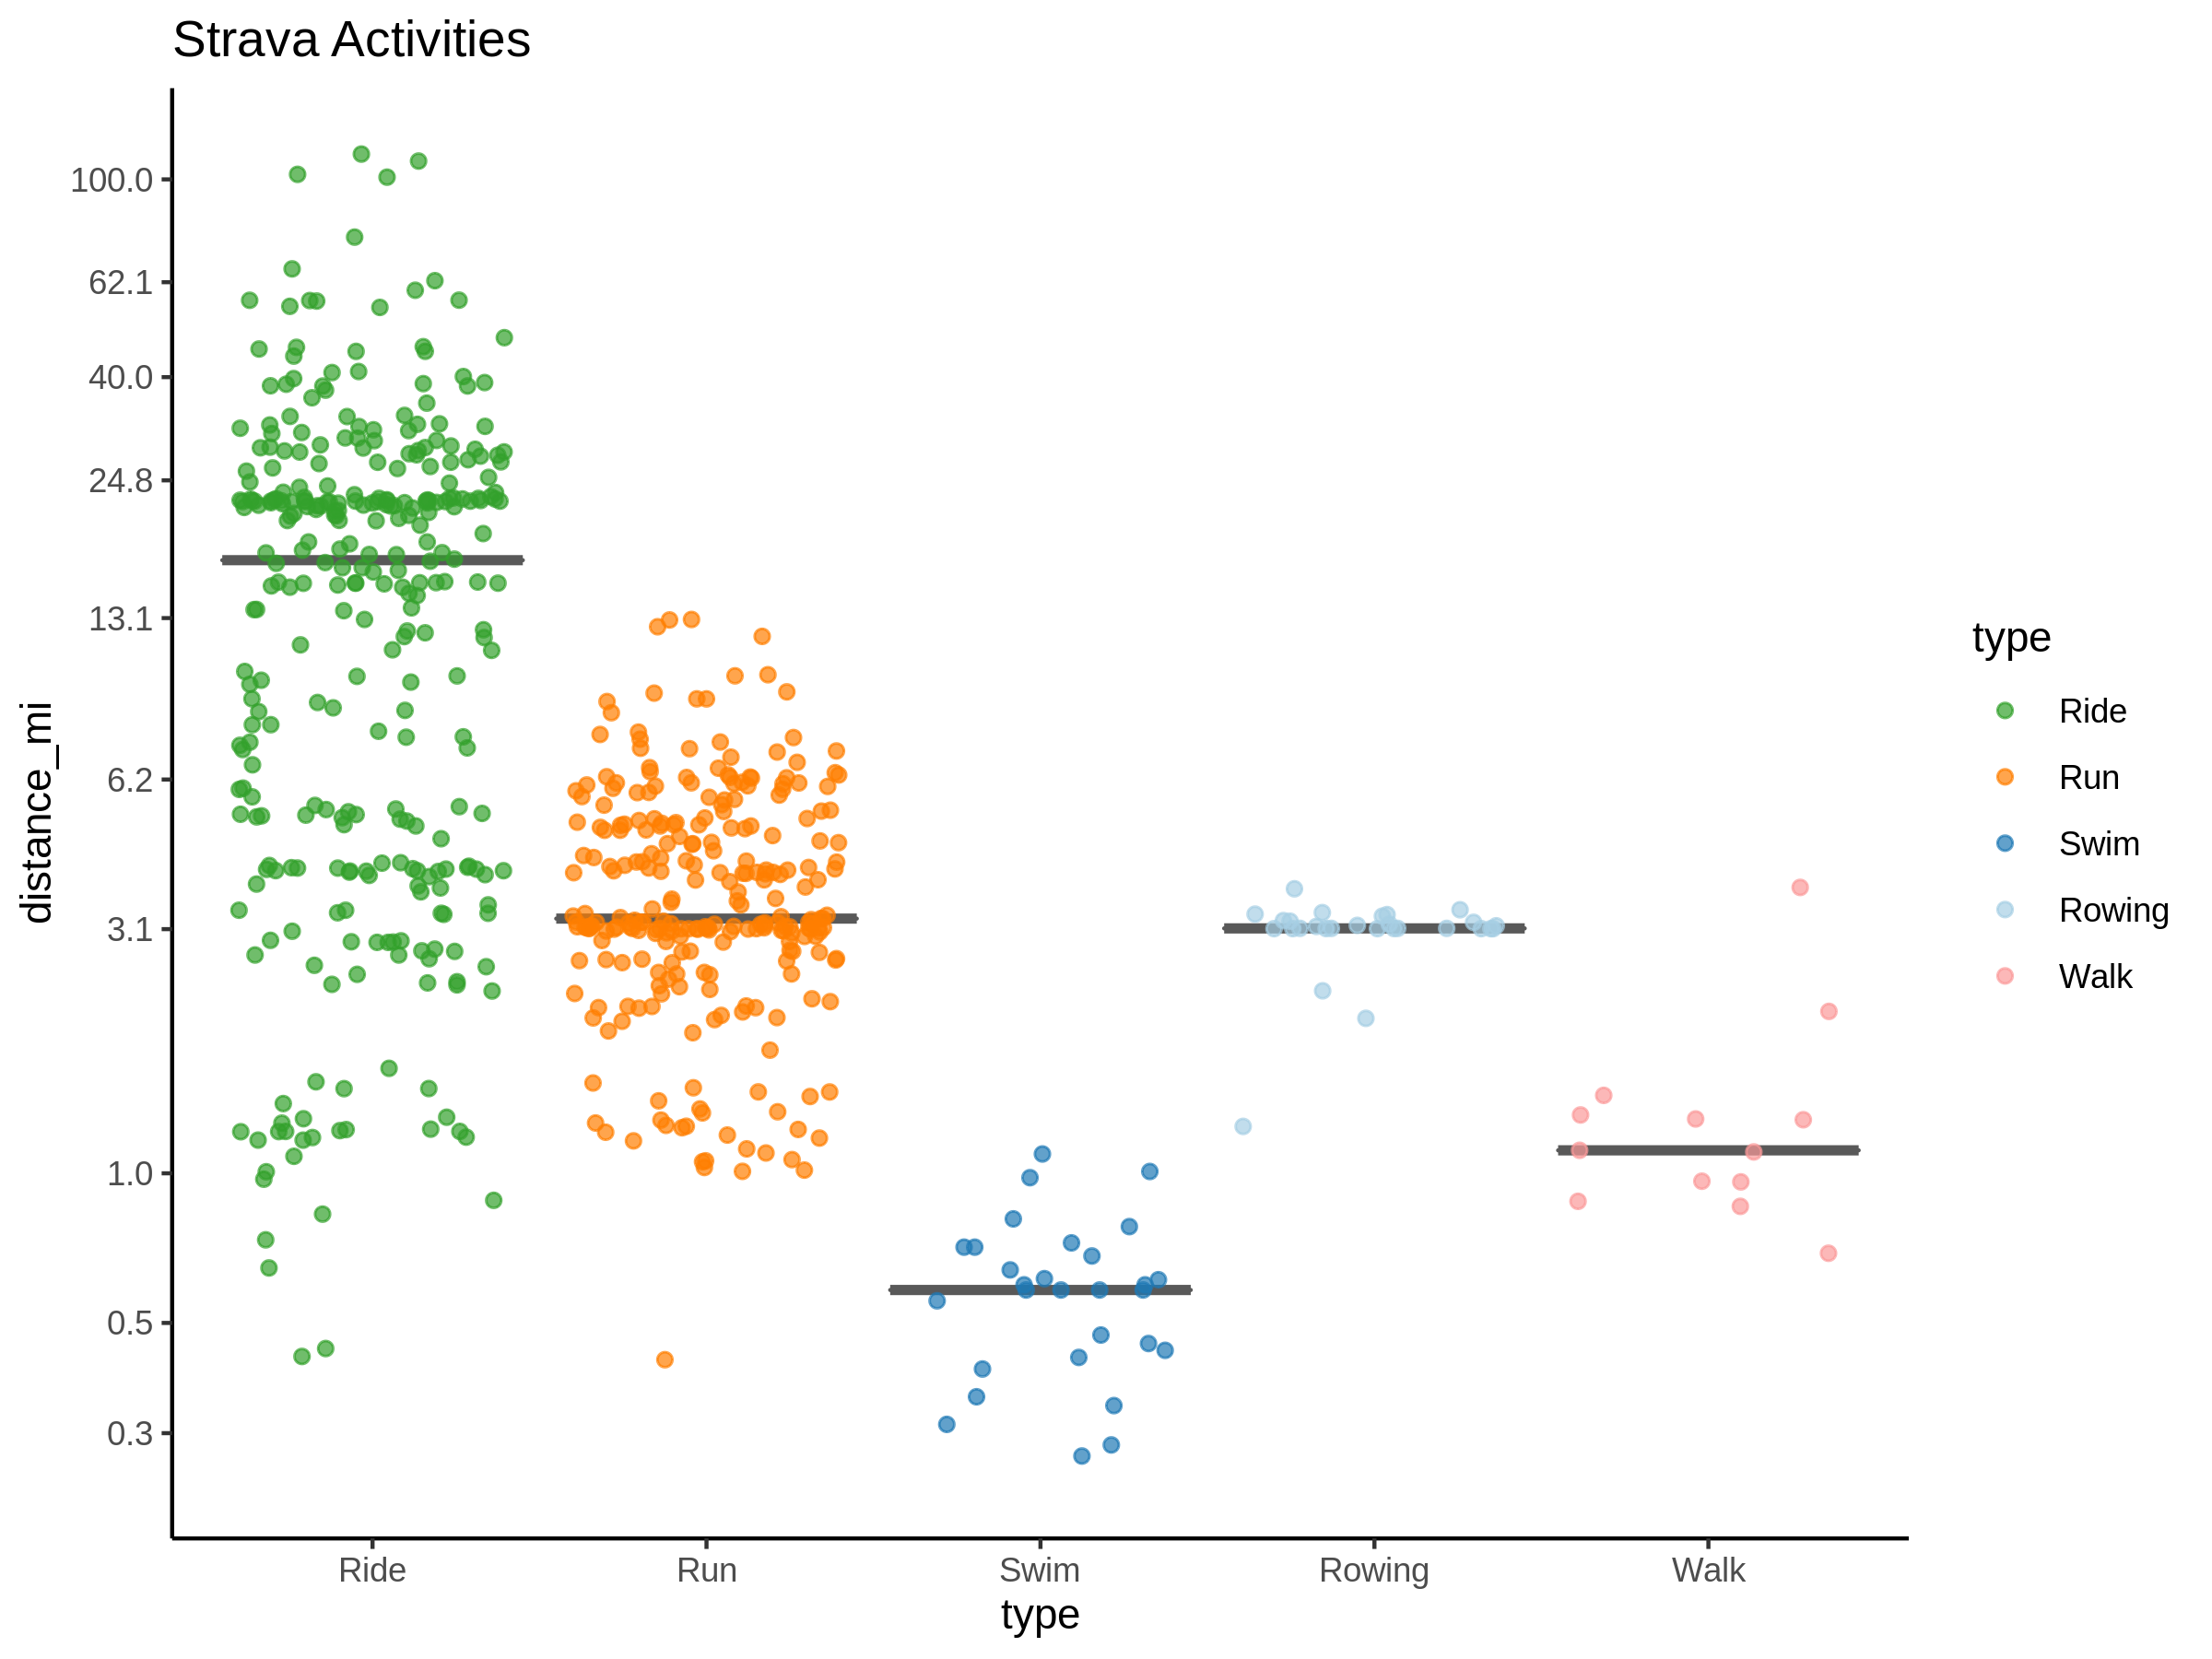 Strava Activities
distance_mi
100.0
62.1
40.0
24.8
13.1
6.2
3.1
1.0
0.5
0.3
Ride
Run
Swim
Rowing
Walk
type
type
Ride
Run
Swim
Rowing
Walk